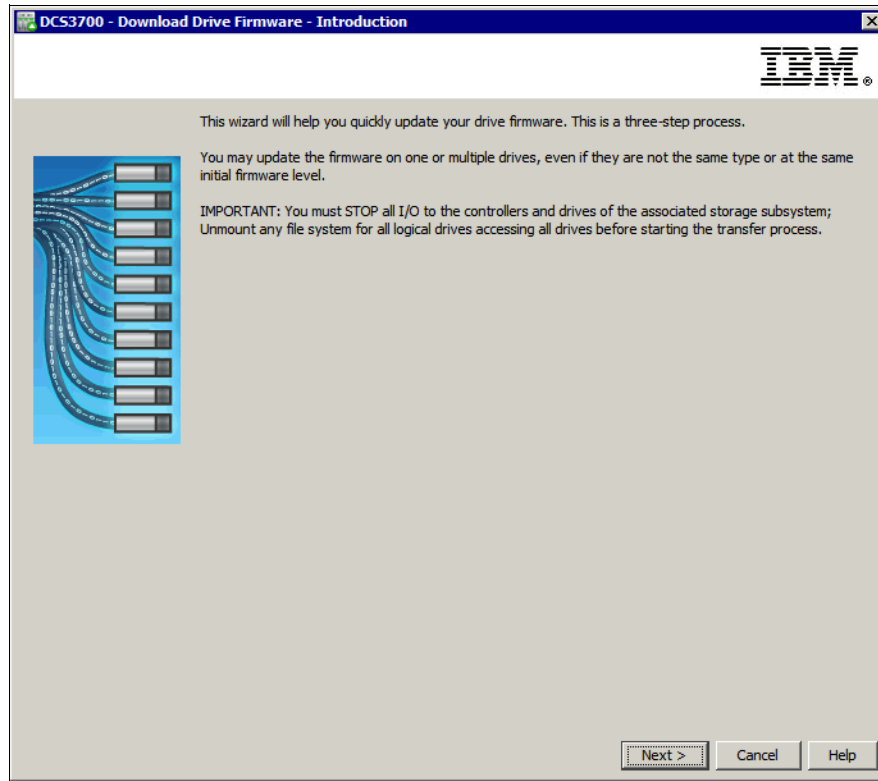 DCS3700 - Download Drive Firmware - Introduction
IBM®
This wizard will help you quickly update your drive firmware. This is a three-step process.
You may update the firmware on one or multiple drives, even if they are not the same type or at the same
initial firmware level.
IMPORTANT: You must STOP all I/O to the controllers and drives of the associated storage subsystem;
Unmount any file system for all logical drives accessing all drives before starting the transfer process.
Next > Cancel Help